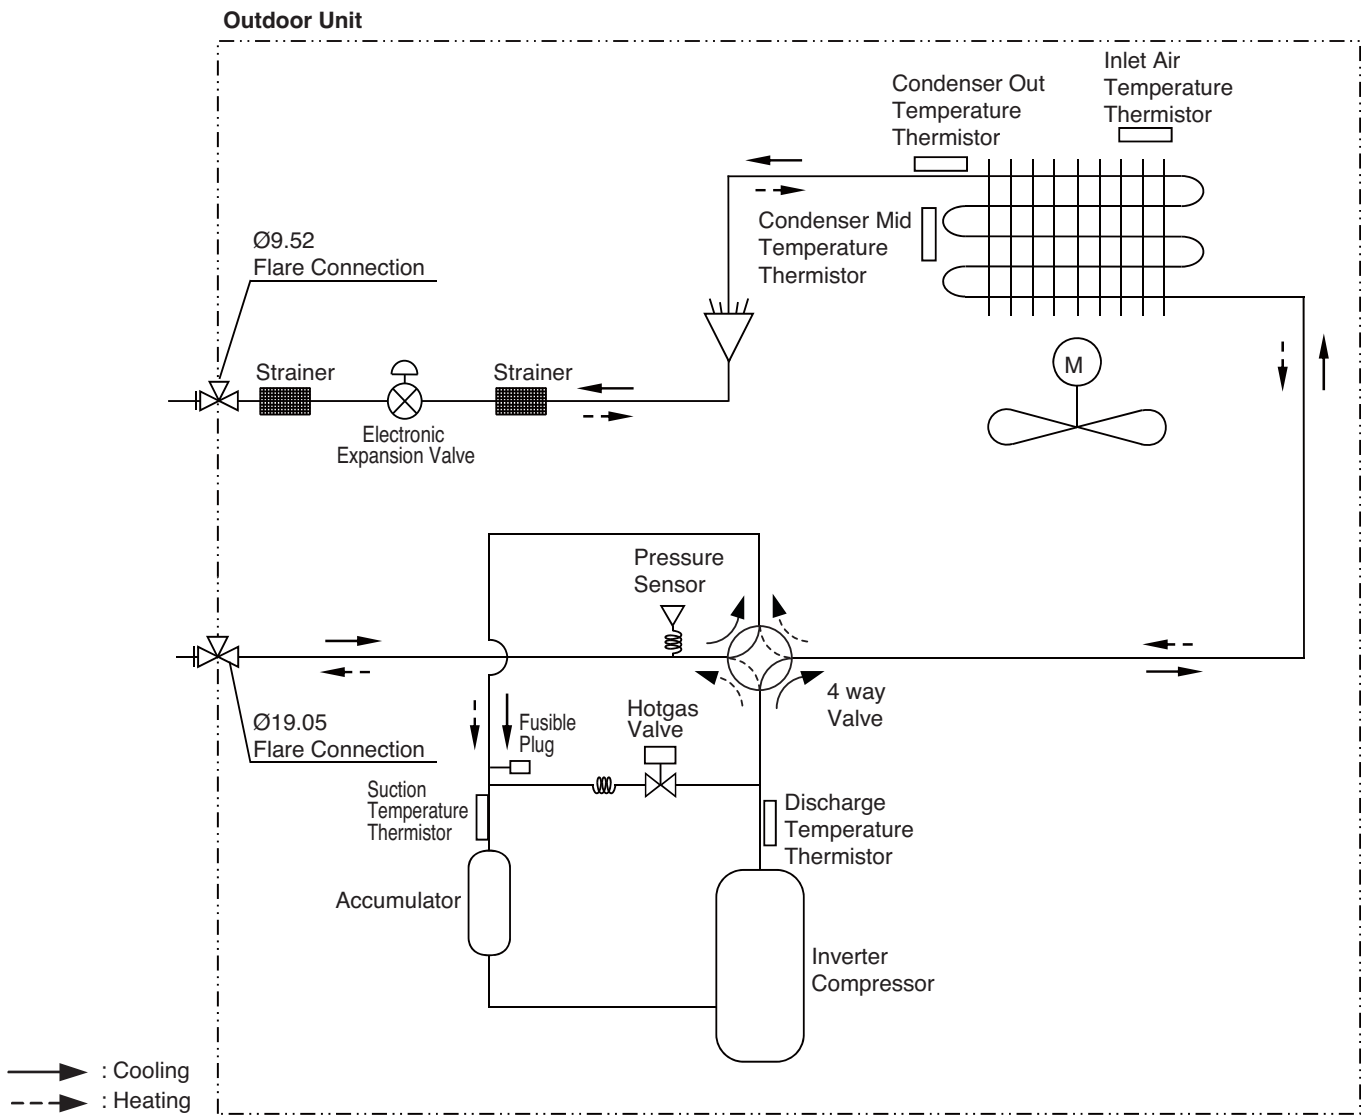 Outdoor Unit
Inlet Air
Temperature
Thermistor
Condenser Out
Temperature
Thermistor
Condenser Mid
Temperature
Thermistor
Ø9.52
Flare Connection
Strainer
Strainer
M
Electronic
Expansion Valve
Pressure
Sensor
4 way
Valve
Ø19.05
Flare Connection
Fusible
Plug
Hotgas
Valve
Suction
Temperature
Thermistor
Discharge
Temperature
Thermistor
Accumulator
Inverter
Compressor
: Cooling
: Heating